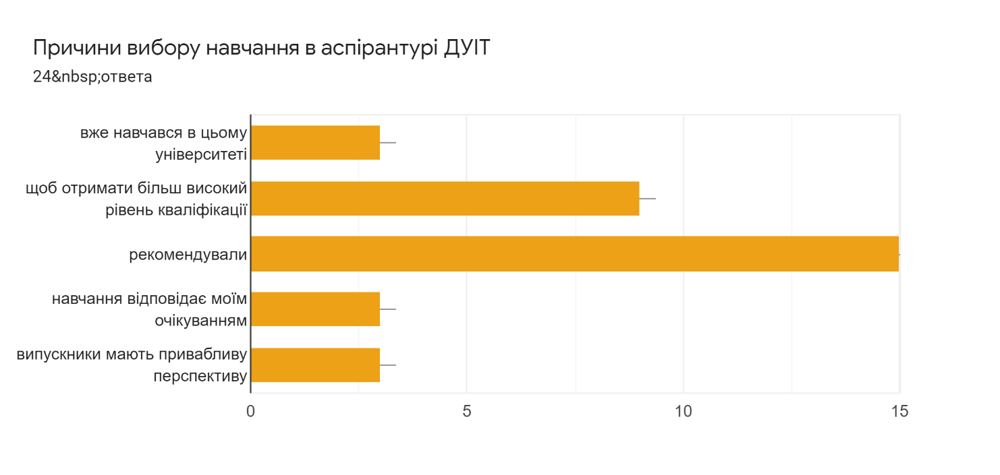 Причини вибору навчання в аспірантурі ДУІТ
24&nbsp;ответа
вже навчався в цьому
університеті
щоб отримати більш високий
рівень кваліфікації
рекомендували
навчання відповідає моїм
очікуванням
випускники мають привабливу
перспективу
0 5 10 15